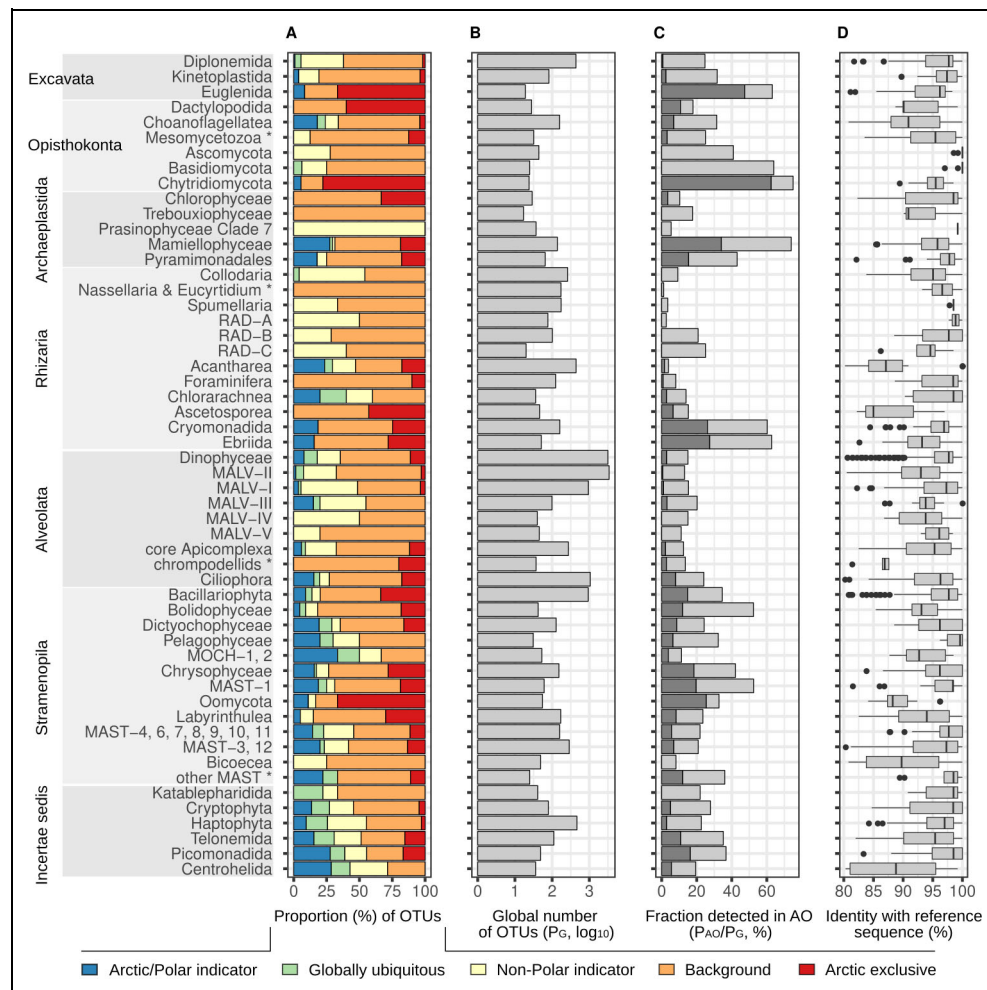 A B C D
Excavata
Opisthokonta
Archaeplastida
Rhizaria
Alveolata
Stramenopila
Incertae sedis
Diplonemida
Kinetoplastida
Euglenida
Dactylopodida
Choanoflagellatea
Mesomycetozoa *
Ascomycota
Basidiomycota
Chytridiomycota
Chlorophyceae
Trebouxiophyceae
Prasinophyceae Clade 7
Mamiellophyceae
Pyramimonadales
Collodaria
Nassellaria & Eucyrtidium *
Spumellaria
RAD−A
RAD−B
RAD−C
Acantharea
Foraminifera
Chlorarachnea
Ascetosporea
Cryomonadida
Ebriida
Dinophyceae
MALV−II
MALV−I
MALV−III
MALV−IV
MALV−V
core Apicomplexa
chrompodellids *
Ciliophora
Bacillariophyta
Bolidophyceae
Dictyochophyceae
Pelagophyceae
MOCH−1, 2
Chrysophyceae
MAST−1
Oomycota
Labyrinthulea
MAST−4, 6, 7, 8, 9, 10, 11
MAST−3, 12
Bicoecea
other MAST *
Katablepharidida
Cryptophyta
Haptophyta
Telonemida
Picomonadida
Centrohelida
0 25 50 75 100
0 1 2 3
0 20 40 60
80 85 90 95 100
Proportion (%) of OTUs
Global number
of OTUs (PG, log10)
Fraction detected in AO
(PAO/PG, %)
Identity with reference
sequence (%)
Arctic/Polar indicator
Globally ubiquitous
Non-Polar indicator
Background
Arctic exclusive